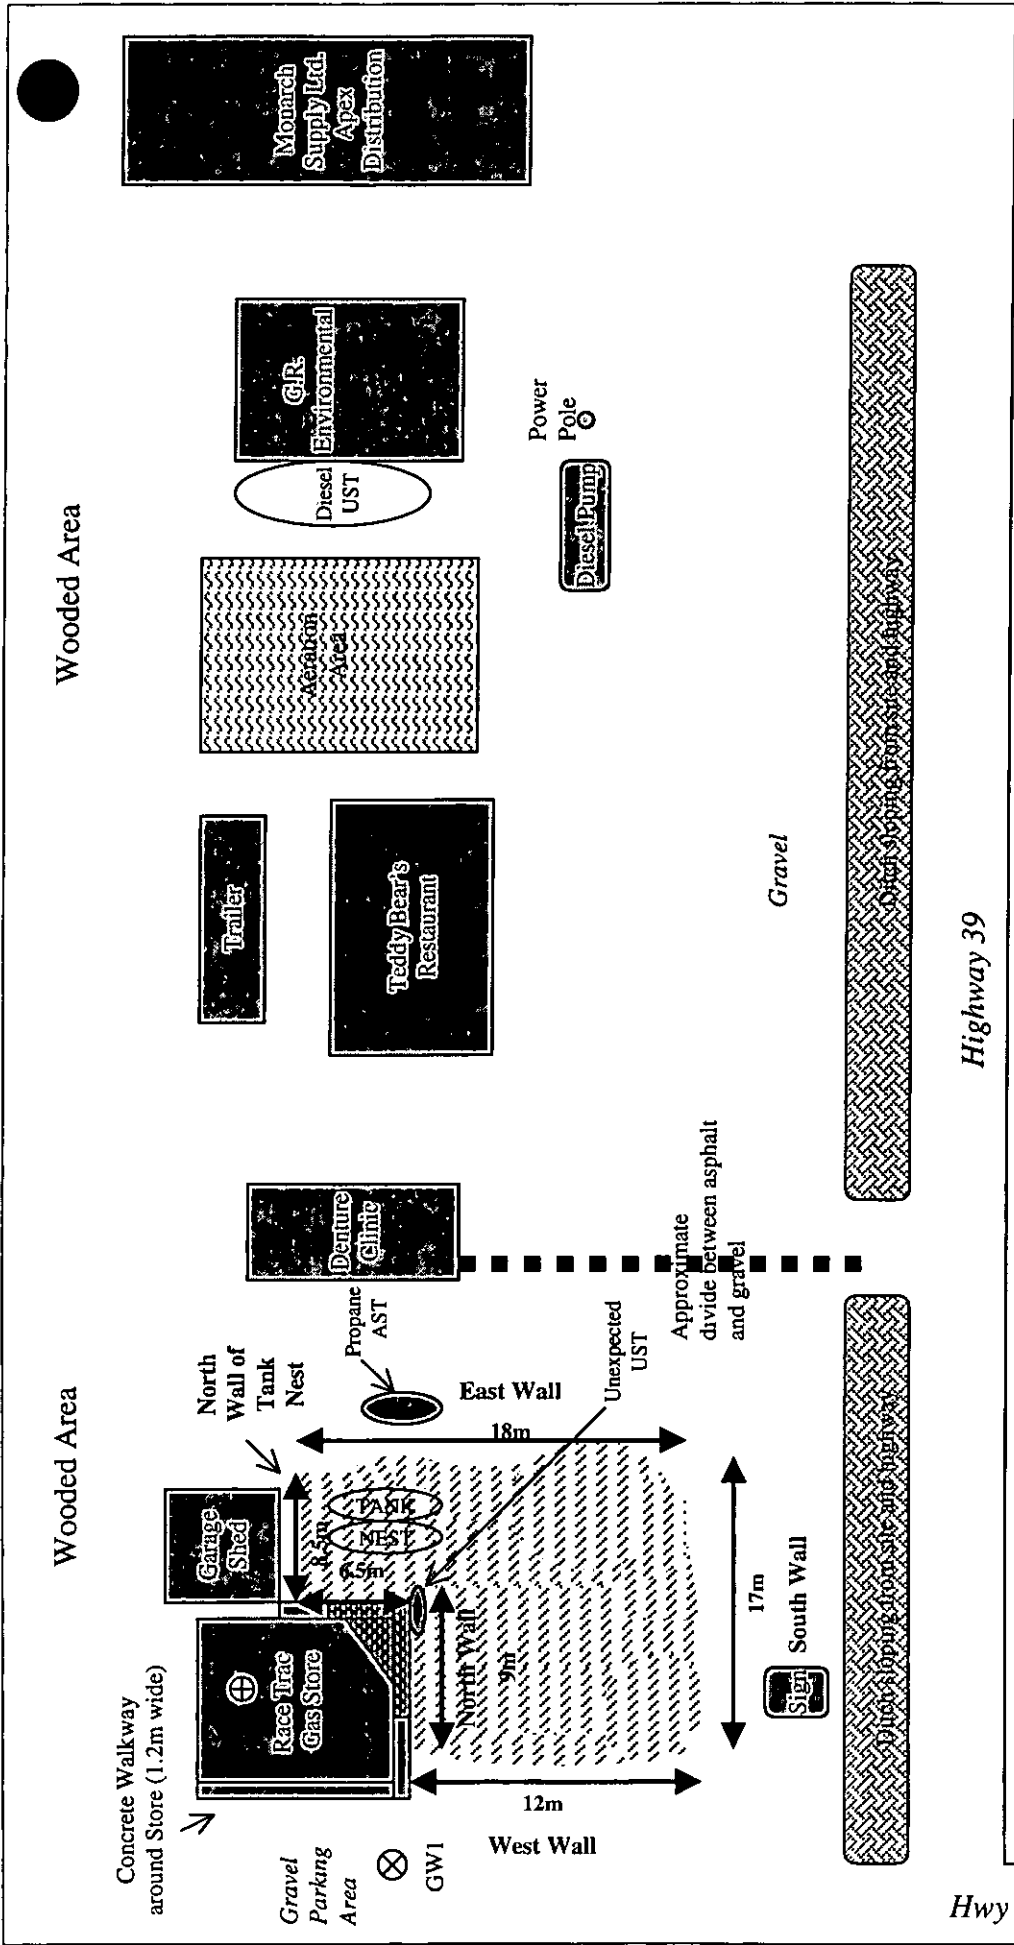 Wooded Area
Wooded Area
Monarch
Supply Ltd.
Apex
Distribution
G.R.
Environmental
Diesel
UST
Power
Pole
Diesel Pump
Aeration
Area
Trailer
Teddy Bear's
Restaurant
Gravel
Denture
Clinic
Approximate
divide between asphalt
and gravel
Propane
AST
Unexpected
UST
North
Wall of
Tank
Nest
East Wall
18m
Garage
Shed
TANK
NEST
8.5m
6.5m
Race Trac
Gas Store
Concrete Walkway
around Store (1.2m wide)
North Wall
9m
17m
South Wall
Sign
12m
West Wall
Gravel
Parking
Area
GW1
Ditch sloping from site and highway
Ditch sloping from site and highway
Highway 39
Hwy